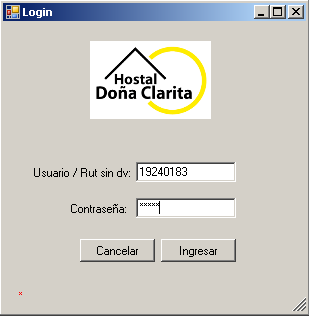 Login
Hostal
Doña Clarita
Usuario / Rut sin dv: 19240183
Contraseña: *****
Cancelar Ingresar
*